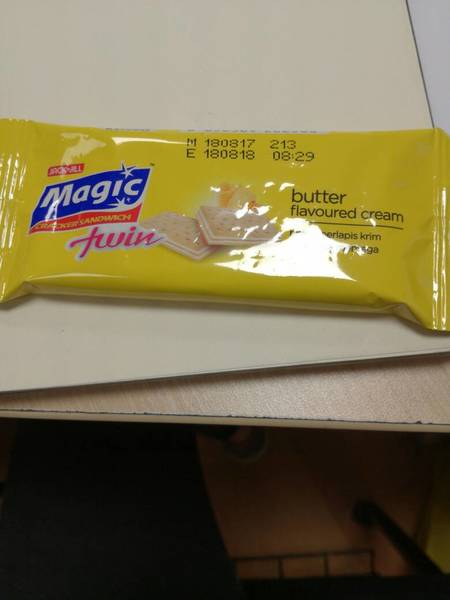 M 180817 213
E 180818 08:29
JACK 'n JILL
Magic
CRACKER SANDWICH
twin
butter
flavoured cream
berlapis krim